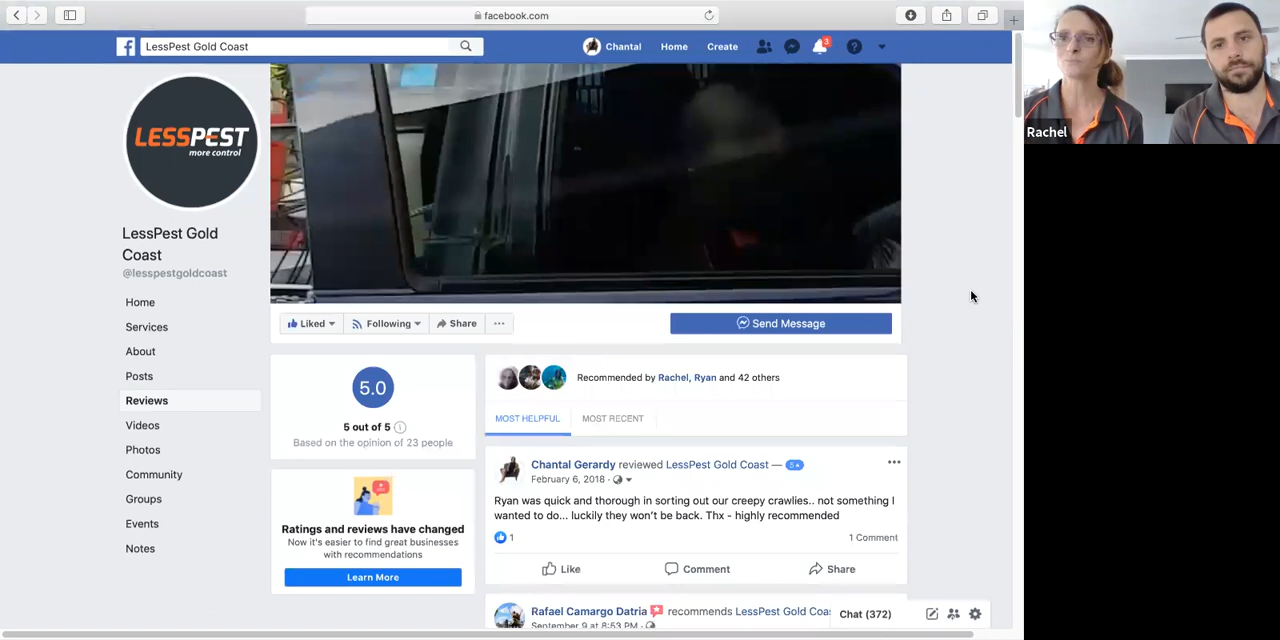 facebook.com
LessPest Gold Coast
Chantal
Home
Create
3
Rachel
LESSPEST
more control
LessPest Gold
Coast
@lesspestgoldcoast
Home
Services
About
Posts
Reviews
Videos
Photos
Community
Groups
Events
Notes
Liked
Following
Share
Send Message
5.0
5 out of 5
Based on the opinion of 23 people
Ratings and reviews have changed
Now it's easier to find great businesses
with recommendations
Learn More
Recommended by Rachel, Ryan and 42 others
MOST HELPFUL
MOST RECENT
Chantal Gerardy reviewed LessPest Gold Coast — 5★
February 6, 2018
Ryan was quick and thorough in sorting out our creepy crawlies.. not something I
wanted to do... luckily they won't be back. Thx - highly recommended
1
1 Comment
Like
Comment
Share
Rafael Camargo Datria recommends LessPest Gold Coas
September 9 at 8:53 PM
Chat (372)